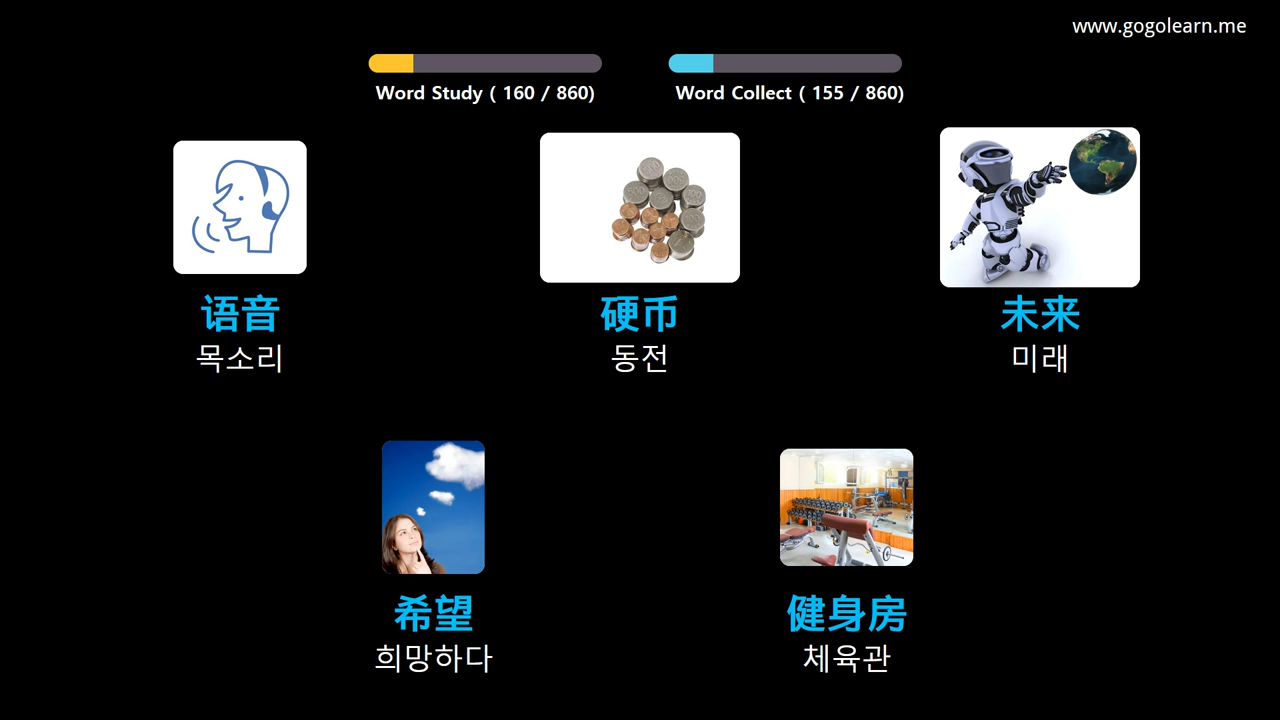 www.gogolearn.me
Word Study ( 160 / 860)
Word Collect ( 155 / 860)
语音
목소리
硬币
동전
未来
미래
希望
희망하다
健身房
체육관